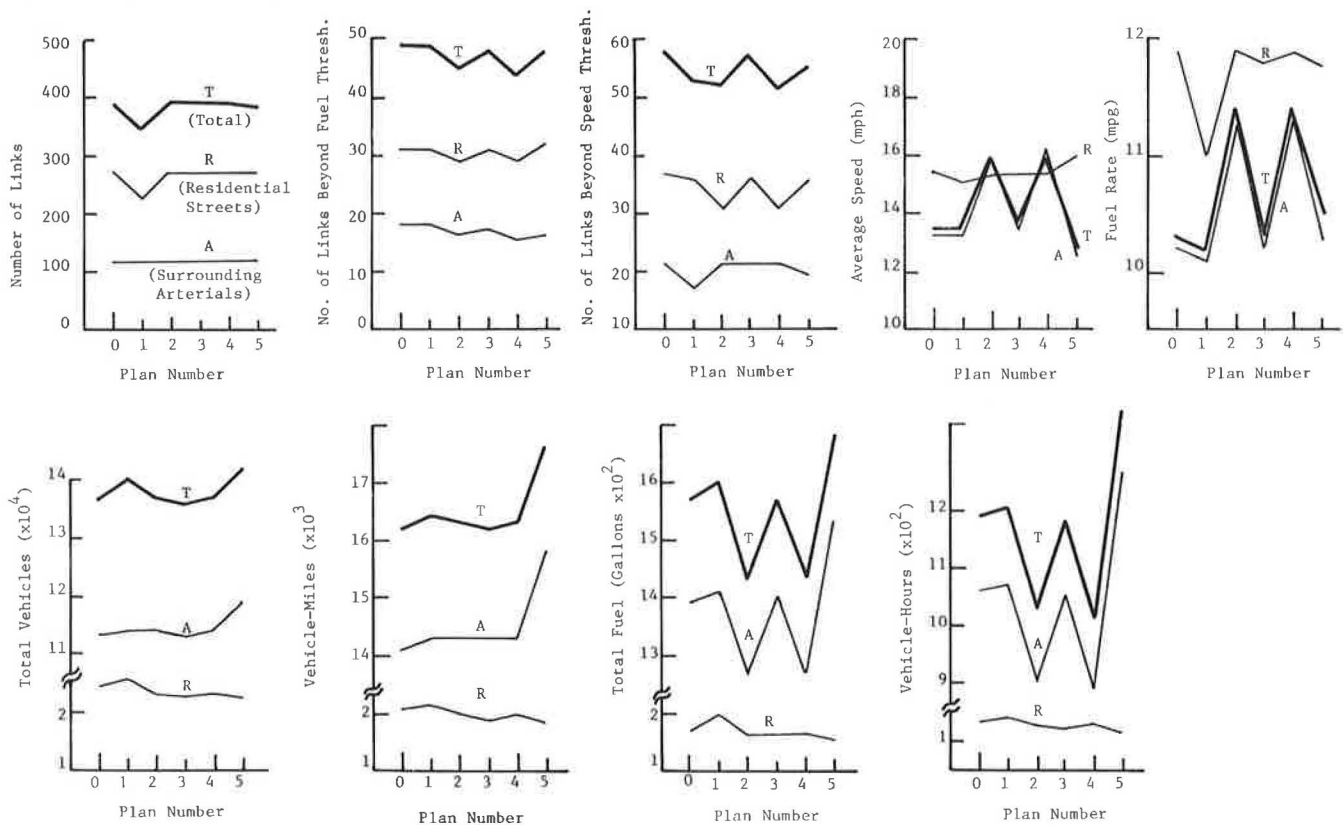 Number of Links
500
400
300
200
100
0
T
(Total)
R
(Residential
Streets)
A
(Surrounding
Arterials)
0 1 2 3 4 5
Plan Number
No. of Links Beyond Fuel Thresh.
50
40
30
20
10
0
T
R
A
0 1 2 3 4 5
Plan Number
No. of Links Beyond Speed Thresh.
60
50
40
30
20
10
T
R
A
0 1 2 3 4 5
Plan Number
Average Speed (mph)
20
18
16
14
12
10
R
T
A
0 1 2 3 4 5
Plan Number
Fuel Rate (mpg)
12
11
10
R
T
A
0 1 2 3 4 5
Plan Number
Total Vehicles (x10⁴)
14
13
12
11
2
1
T
A
R
0 1 2 3 4 5
Plan Number
Vehicle-Miles (x10³)
17
16
15
14
2
1
T
A
R
0 1 2 3 4 5
Plan Number
Total Fuel (Gallons x10²)
16
15
14
13
2
1
T
A
R
0 1 2 3 4 5
Plan Number
Vehicle-Hours (x10²)
12
11
10
9
1
T
A
R
0 1 2 3 4 5
Plan Number